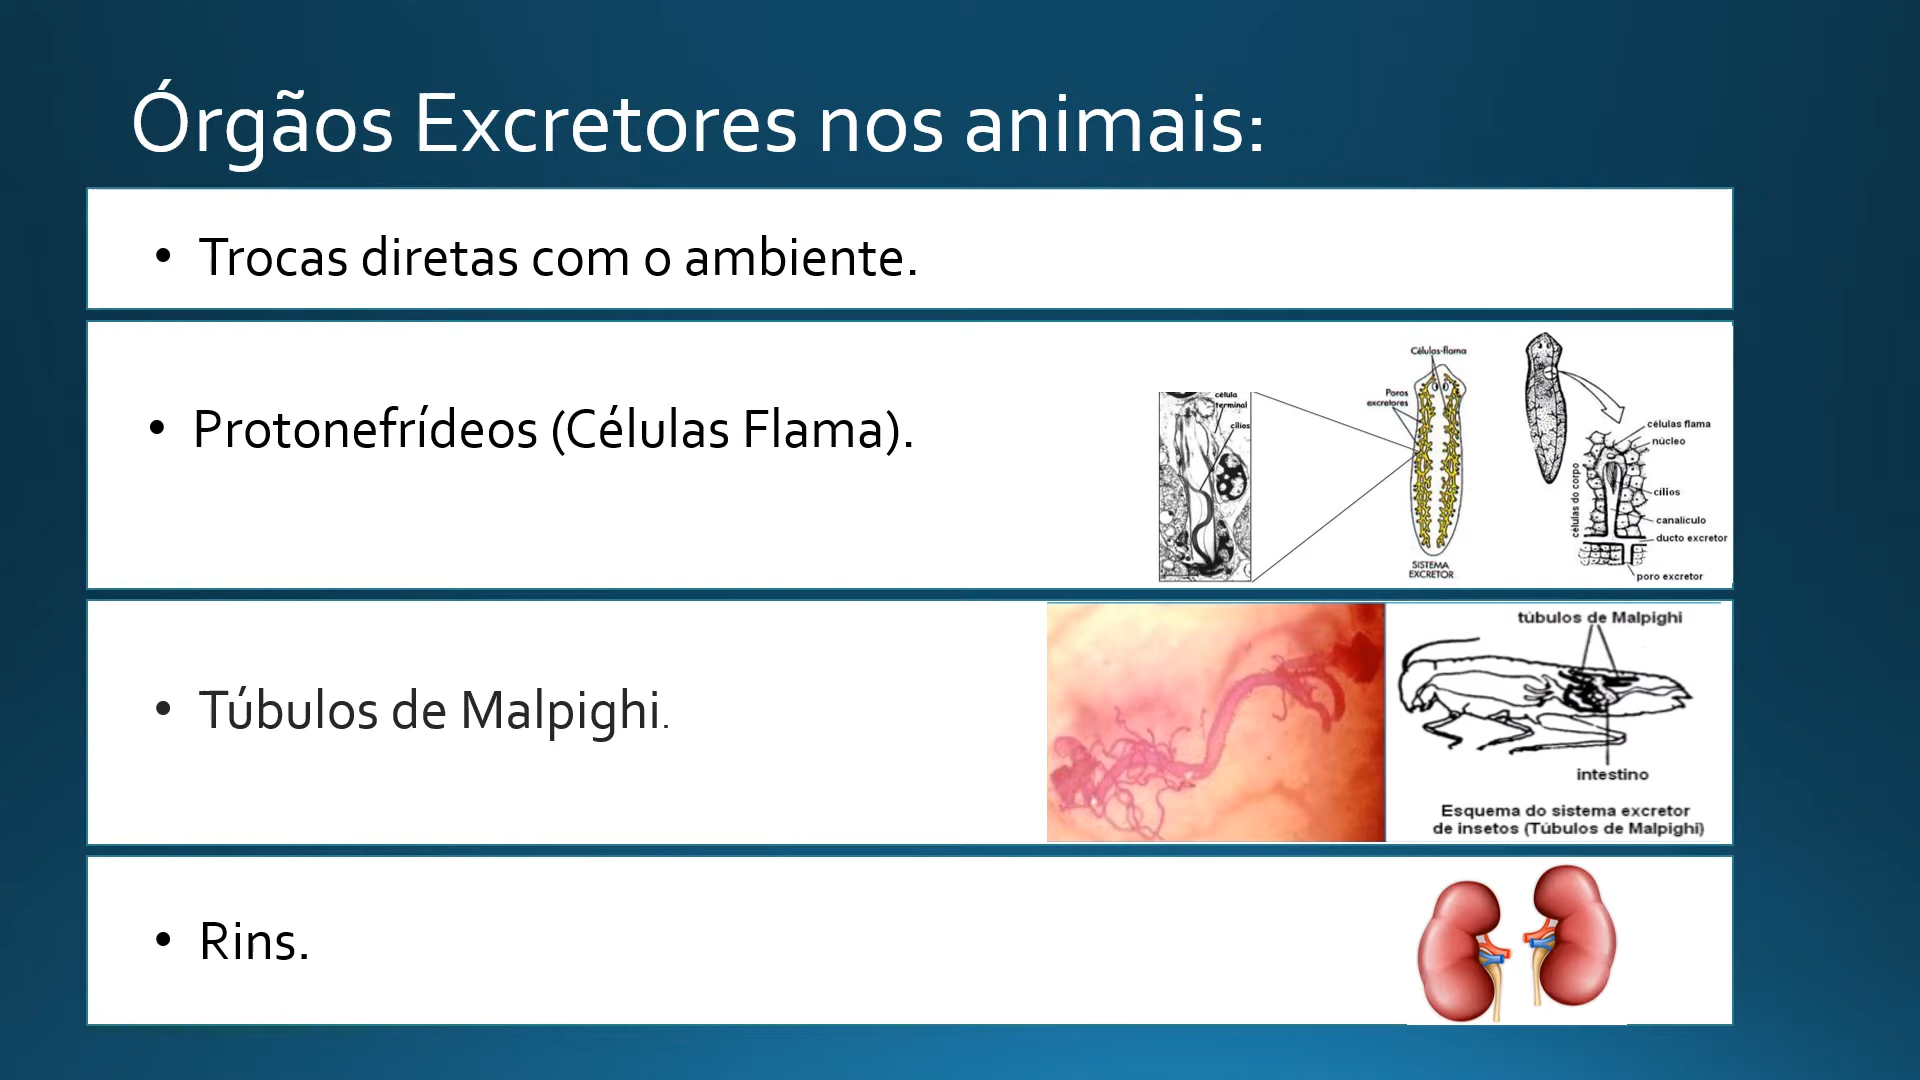 Órgãos Excretores nos animais:
• Trocas diretas com o ambiente.
• Protonefrídeos (Células Flama).
célula
terminal
cílios
Células-flama
Poros
excretores
SISTEMA
EXCRETOR
células flama
núcleo
células do corpo
cílios
canalículo
ducto excretor
poro excretor
• Túbulos de Malpighi.
túbulos de Malpighi
intestino
Esquema do sistema excretor
de insetos (Túbulos de Malpighi)
• Rins.